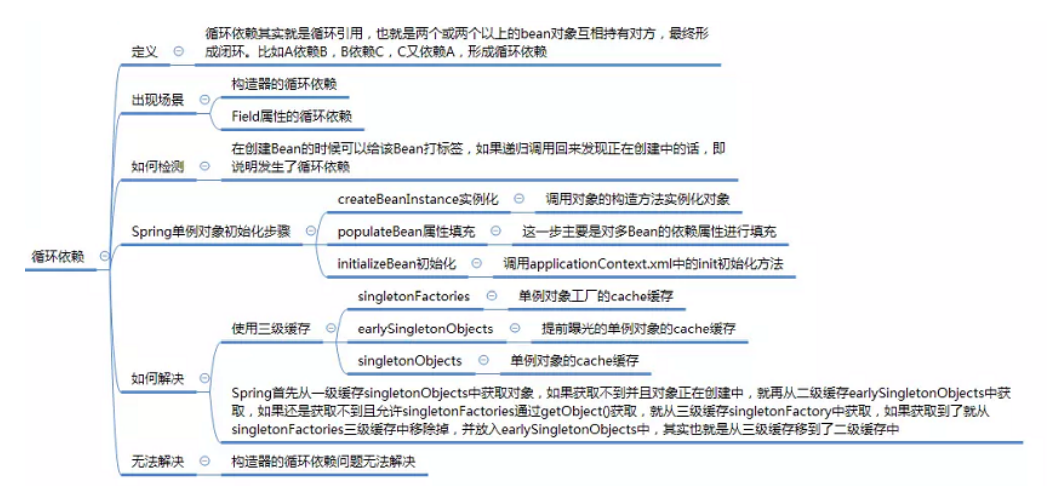 循环依赖其实就是循环引用，也就是两个或两个以上的bean对象互相持有对方，最终形
定义
成闭环。比如A依赖B，B依赖C，C又依赖A，形成循环依赖
构造器的循环依赖
出现场景
Field属性的循环依赖
在创建Bean的时候可以给该Bean打标签，如果递归调用回来发现正在创建中的话，即
如何检测
说明发生了循环依赖
createBeanInstance实例化 调用对象的构造方法实例化对象
Spring单例对象初始化步骤 populateBean属性填充 这一步主要是对多Bean的依赖属性进行填充
循环依赖
initializeBean初始化 调用applicationContext.xml中的init初始化方法
singletonFactories 单例对象工厂的cache缓存
使用三级缓存 earlySingletonObjects 提前曝光的单例对象的cache缓存
singletonObjects 单例对象的cache缓存
如何解决
Spring首先从一级缓存singletonObjects中获取对象，如果获取不到并且对象正在创建中，就再从二级缓存earlySingletonObjects中获
取，如果还是获取不到且允许singletonFactories通过getObject()获取，就从三级缓存singletonFactory中获取，如果获取到了就从
singletonFactories三级缓存中移除掉，并放入earlySingletonObjects中，其实也就是从三级缓存移到了二级缓存中
无法解决 构造器的循环依赖问题无法解决